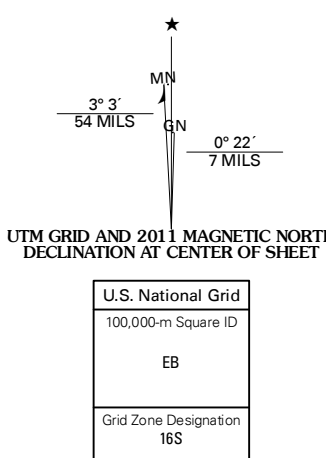 ★
MN
GN
3° 3´
54 MILS
0° 22´
7 MILS
UTM GRID AND 2011 MAGNETIC NORTH
DECLINATION AT CENTER OF SHEET
U.S. National Grid
100,000-m Square ID
EB
Grid Zone Designation
16S